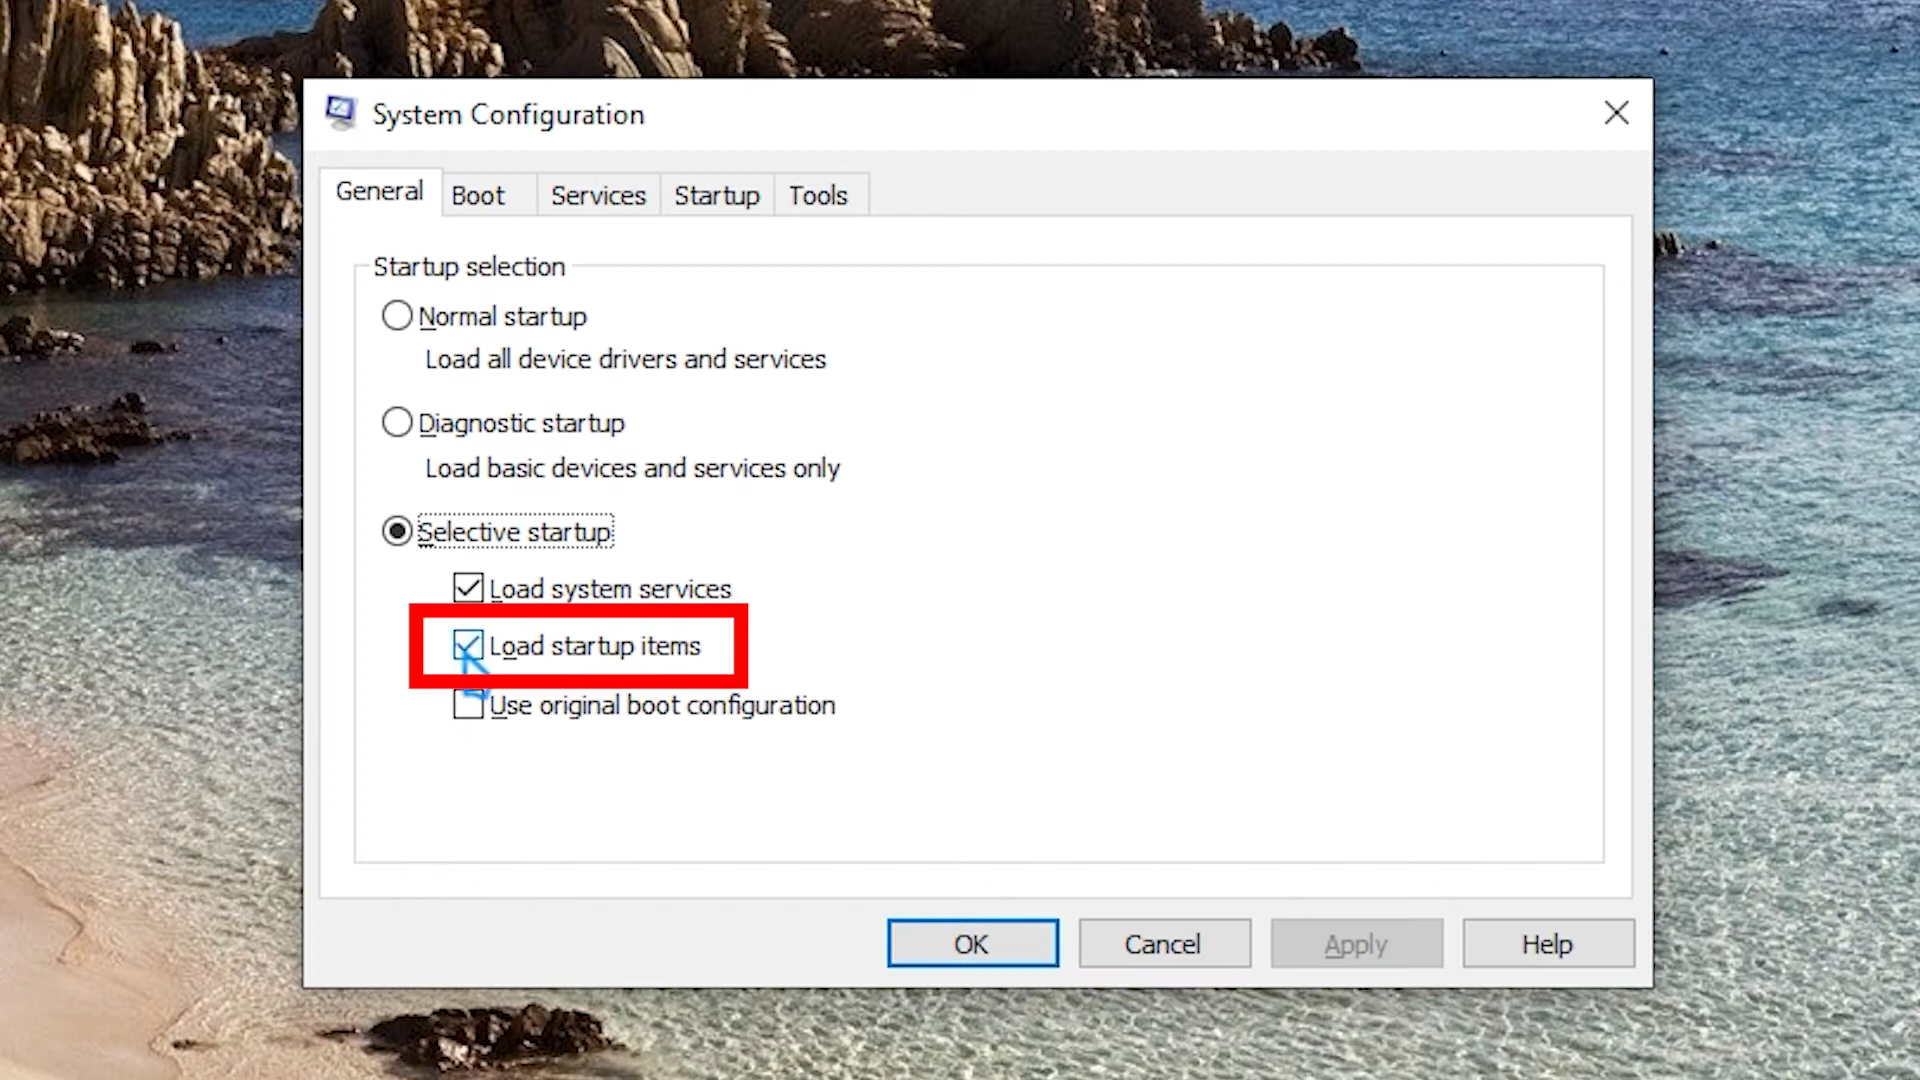 System Configuration
General Boot Services Startup Tools
Startup selection
Normal startup
Load all device drivers and services
Diagnostic startup
Load basic devices and services only
Selective startup
Load system services
Load startup items
Use original boot configuration
OK Cancel Apply Help